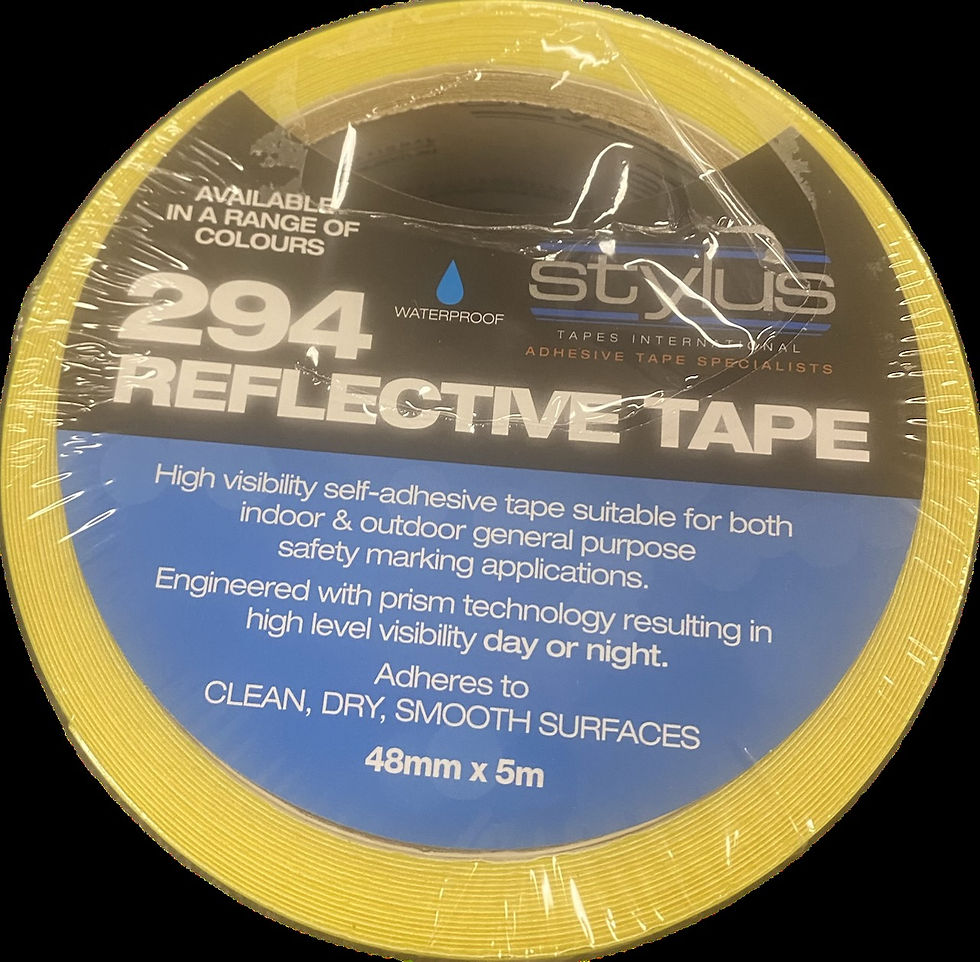 AVAILABLE
IN A RANGE OF
COLOURS
294
WATERPROOF
stylus
TAPES INTERNATIONAL
ADHESIVE TAPE SPECIALISTS
REFLECTIVE TAPE
High visibility self-adhesive tape suitable for both
indoor & outdoor general purpose
safety marking applications.
Engineered with prism technology resulting in
high level visibility day or night.
Adheres to
CLEAN, DRY, SMOOTH SURFACES
48mm x 5m